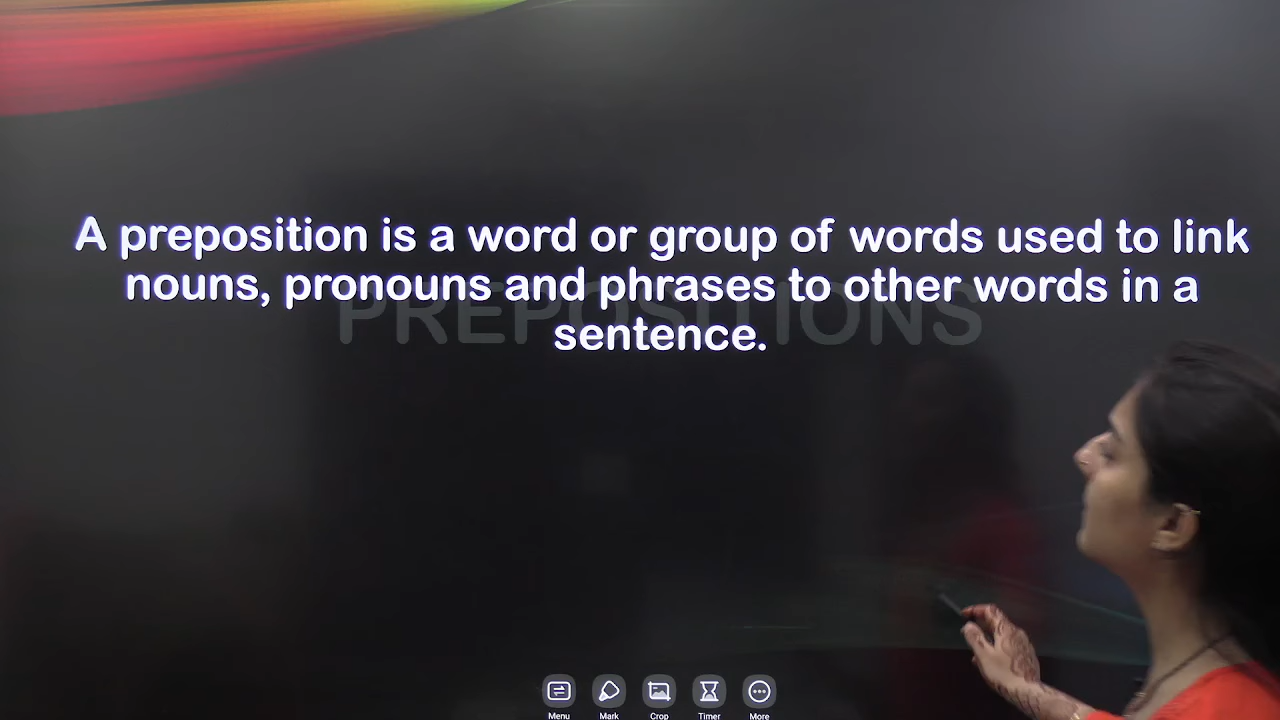 A preposition is a word or group of words used to link
nouns, pronouns and phrases to other words in a
sentence.
PREPOSITIONS
Menu Mark Crop Timer More